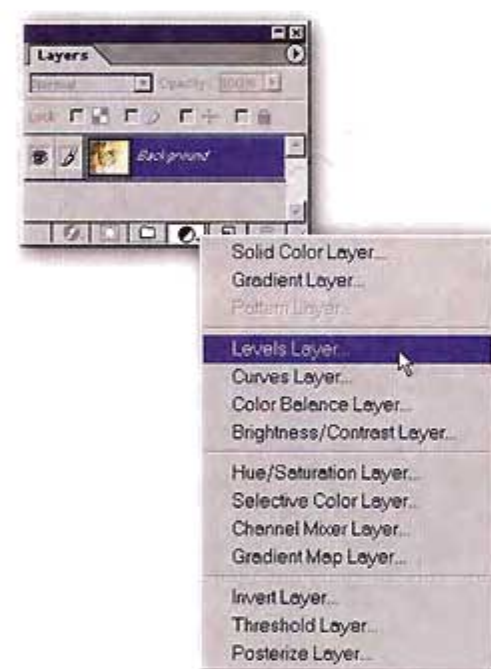 Layers
Normal Opacity: 100%
Lock:
Background
Solid Color Layer...
Gradient Layer...
Pattern Layer...
Levels Layer...
Curves Layer...
Color Balance Layer...
Brightness/Contrast Layer...
Hue/Saturation Layer...
Selective Color Layer...
Channel Mixer Layer...
Gradient Map Layer...
Invert Layer...
Threshold Layer...
Posterize Layer...